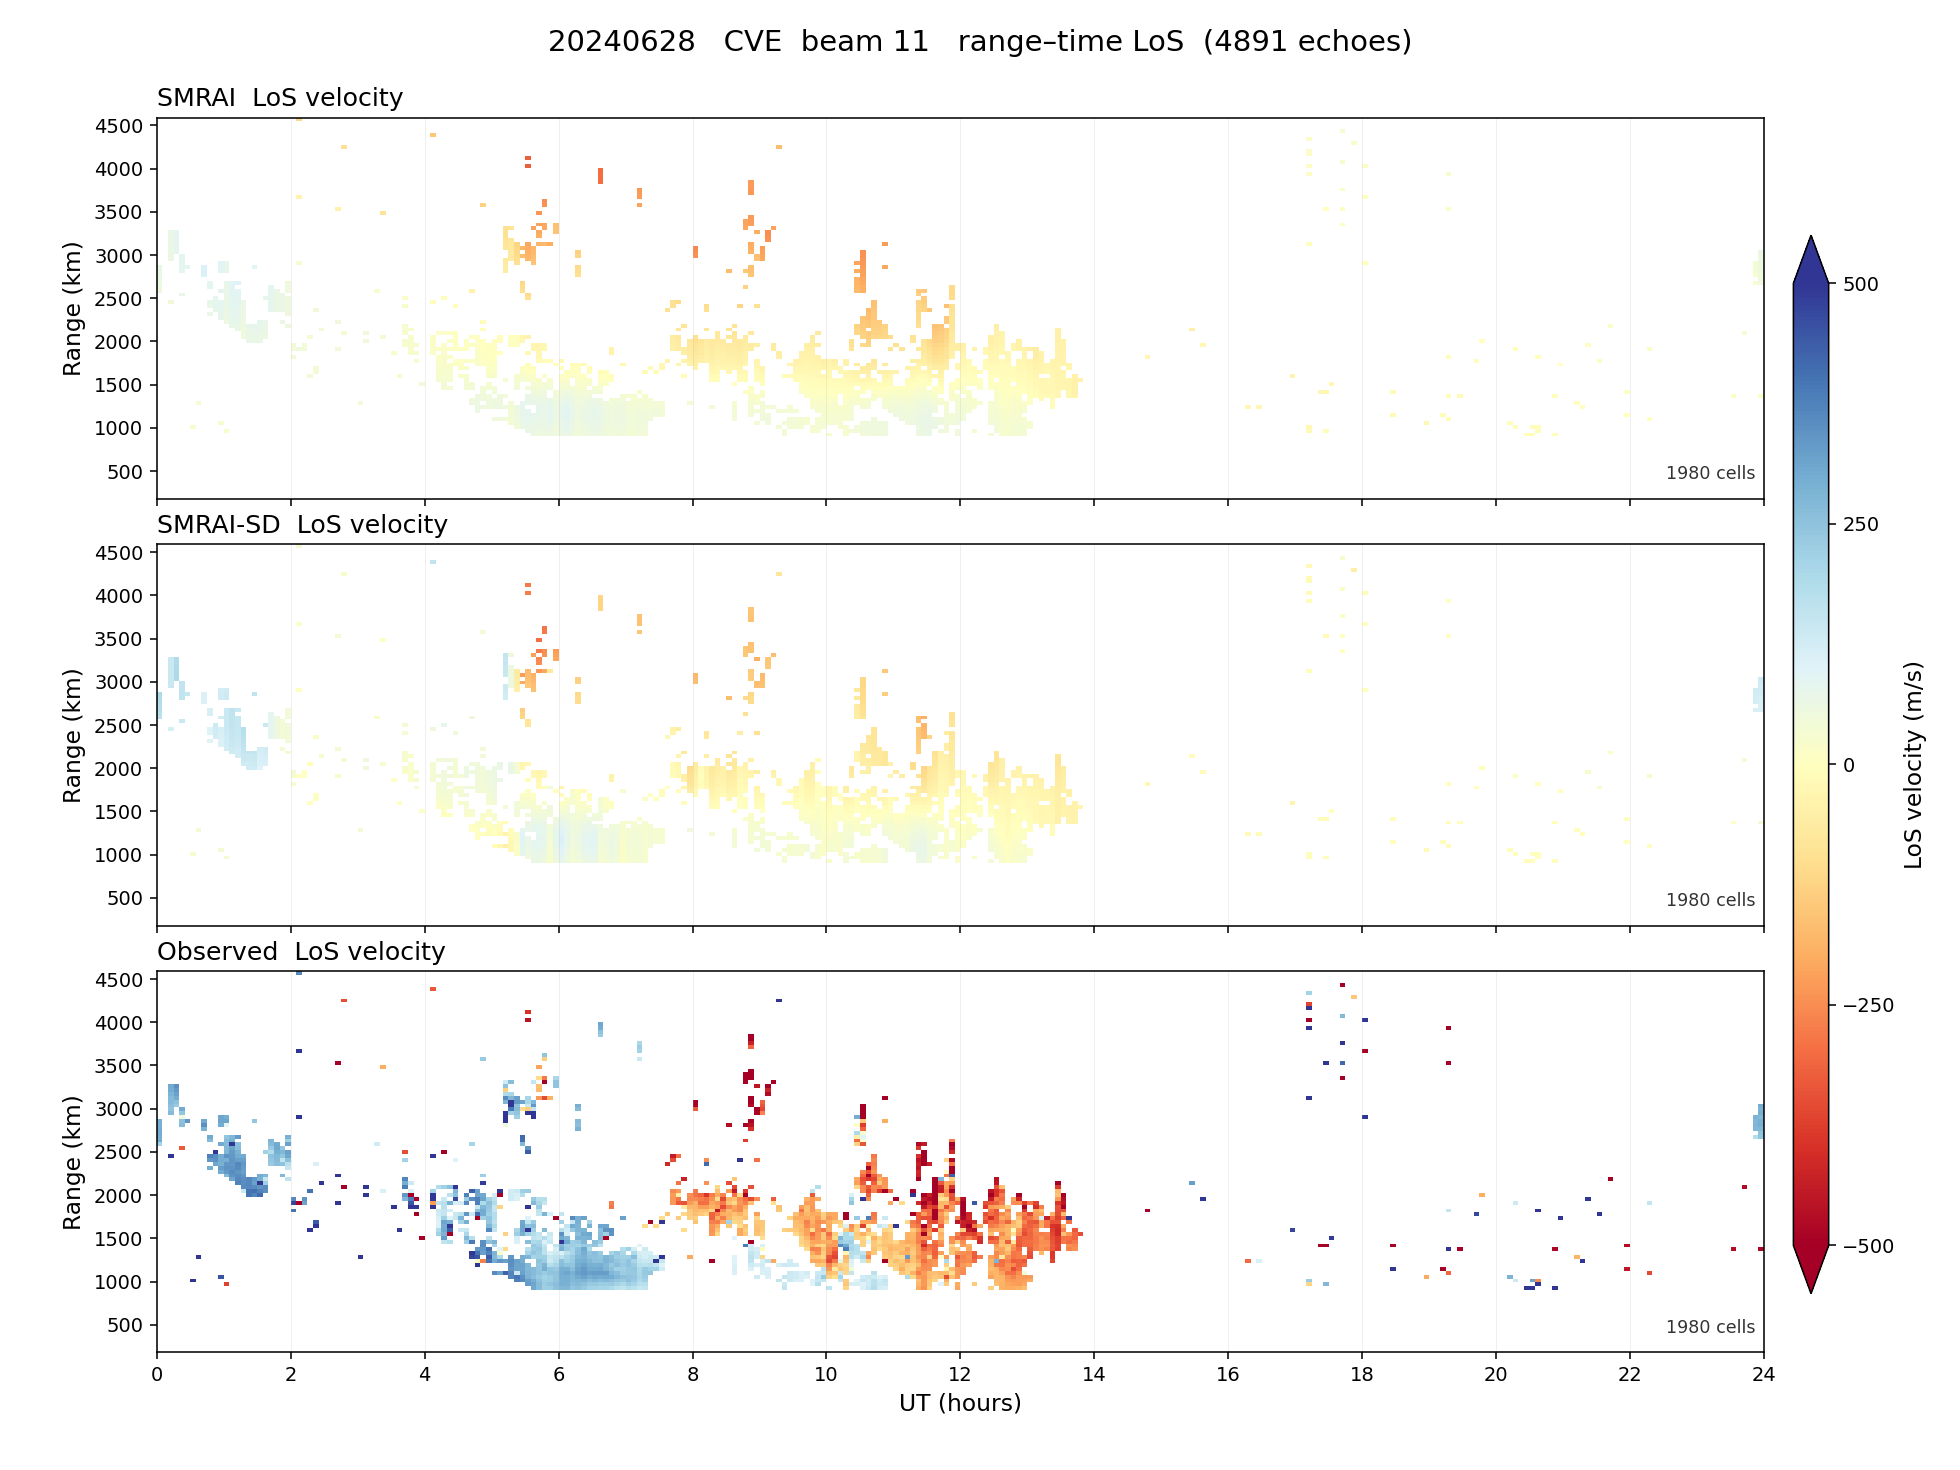 20240628 CVE beam 11 range–time LoS (4891 echoes)
SMRAI LoS velocity
4500
4000
3500
3000
2500
2000
1500
1000
500
Range (km)
1980 cells
SMRAI-SD LoS velocity
4500
4000
3500
3000
2500
2000
1500
1000
500
Range (km)
1980 cells
Observed LoS velocity
4500
4000
3500
3000
2500
2000
1500
1000
500
Range (km)
1980 cells
0 2 4 6 8 10 12 14 16 18 20 22 24
UT (hours)
500
250
0
−250
−500
LoS velocity (m/s)